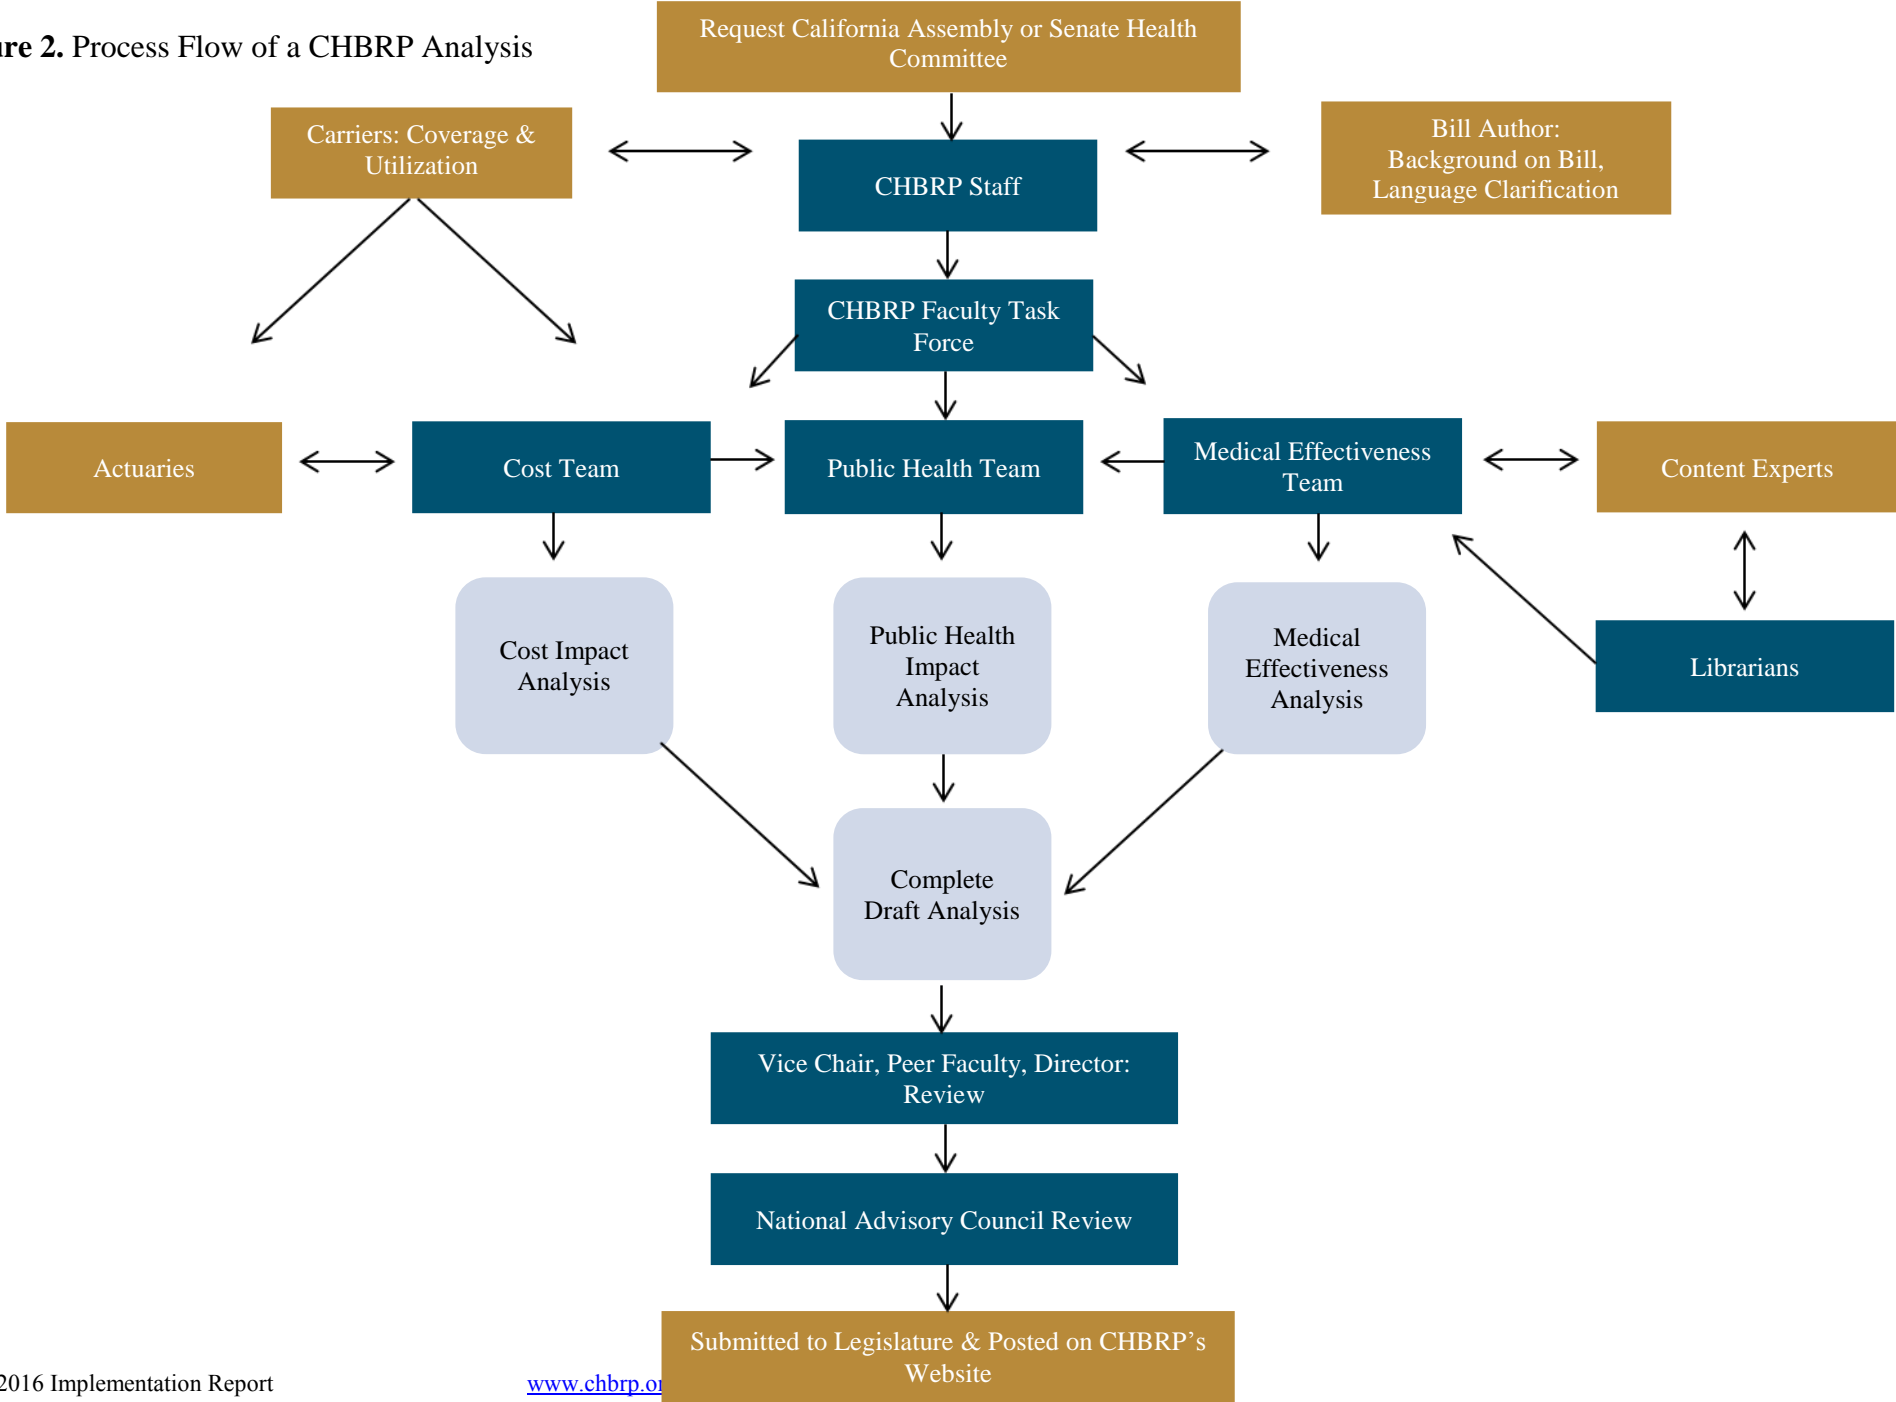 Request California Assembly or Senate Health
Committee
ure 2. Process Flow of a CHBRP Analysis
Carriers: Coverage &
Utilization
CHBRP Staff
Bill Author:
Background on Bill,
Language Clarification
CHBRP Faculty Task
Force
Actuaries
Cost Team
Public Health Team
Medical Effectiveness
Team
Content Experts
Cost Impact
Analysis
Public Health
Impact
Analysis
Medical
Effectiveness
Analysis
Librarians
Complete
Draft Analysis
Vice Chair, Peer Faculty, Director:
Review
National Advisory Council Review
Submitted to Legislature & Posted on CHBRP’s
Website
2016 Implementation Report
www.chbrp.or